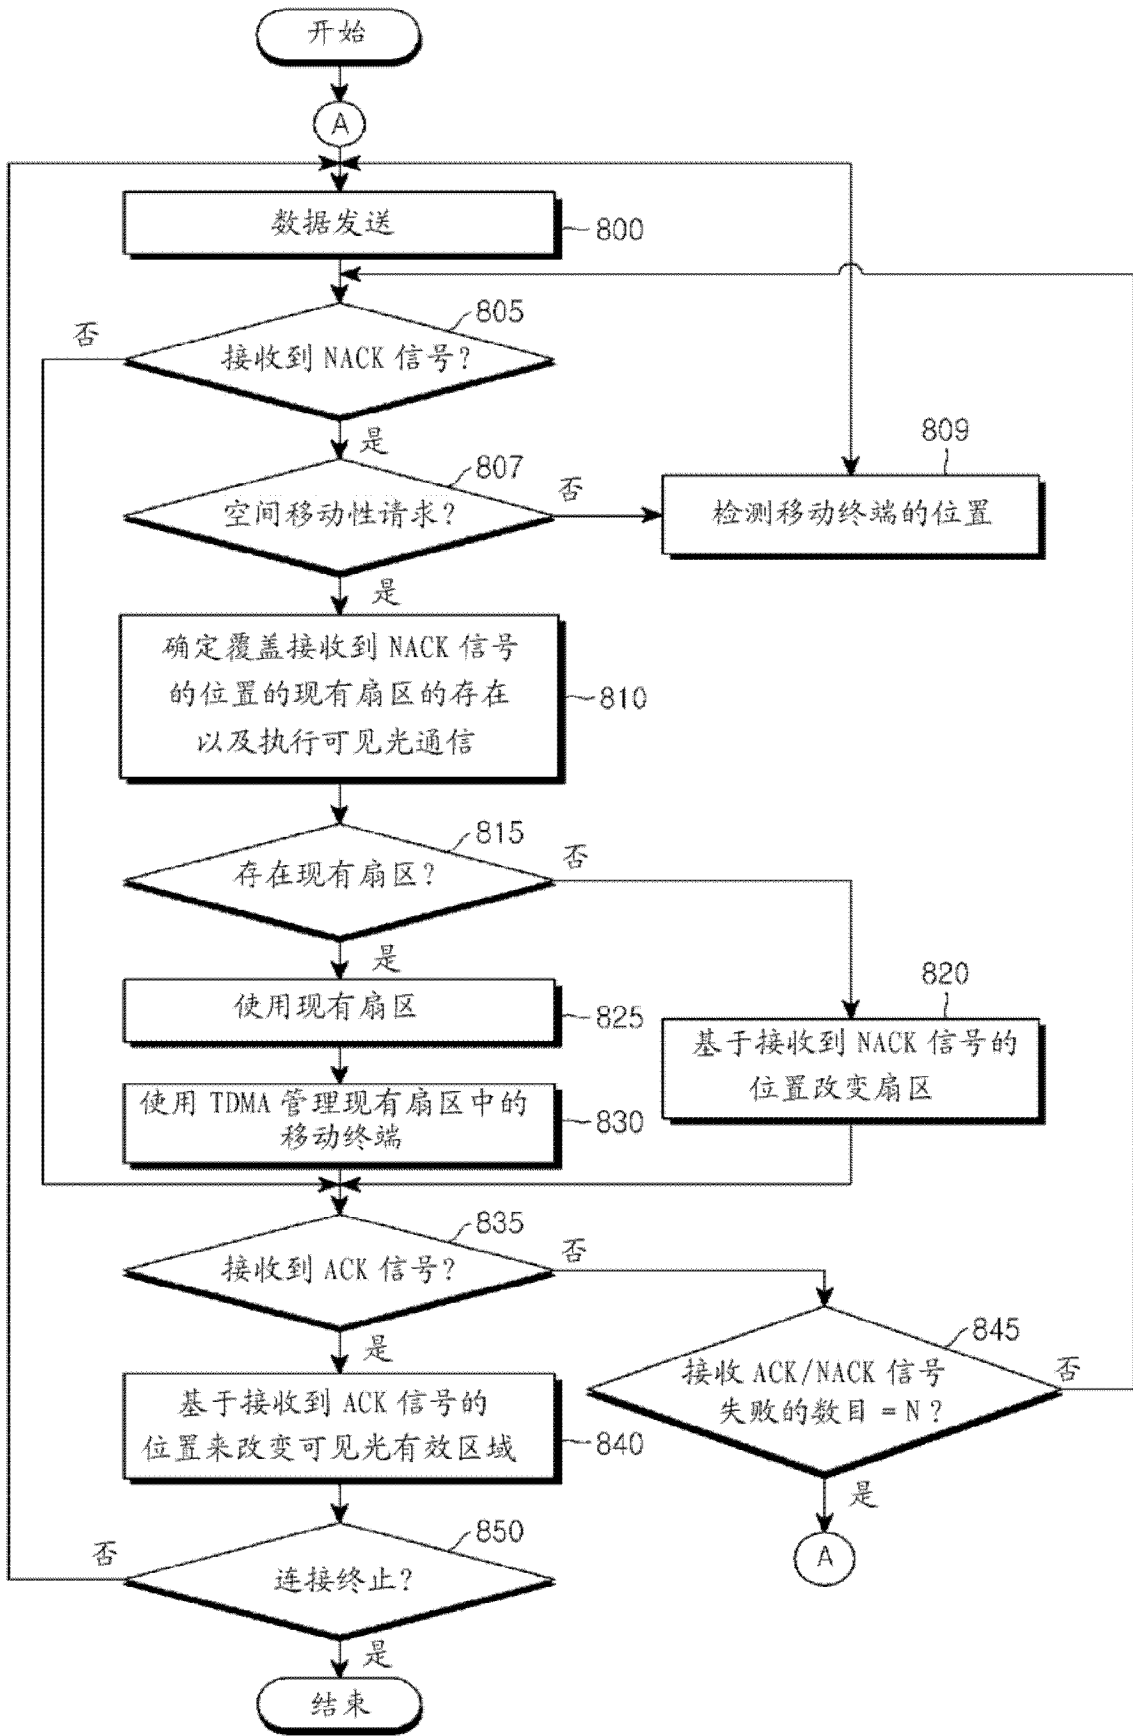 开始
A
数据发送
800
805
否
接收到 NACK 信号?
是
807
空间移动性请求?
否
809
检测移动终端的位置
是
确定覆盖接收到 NACK 信号
的位置的现有扇区的存在
以及执行可见光通信
810
815
存在现有扇区?
否
是
使用现有扇区
825
820
基于接收到 NACK 信号的
位置改变扇区
使用 TDMA 管理现有扇区中的
移动终端
830
835
接收到 ACK 信号?
否
是
845
接收 ACK/NACK 信号
失败的数目 = N?
否
是
A
基于接收到 ACK 信号的
位置来改变可见光有效区域
840
850
否
连接终止?
是
结束